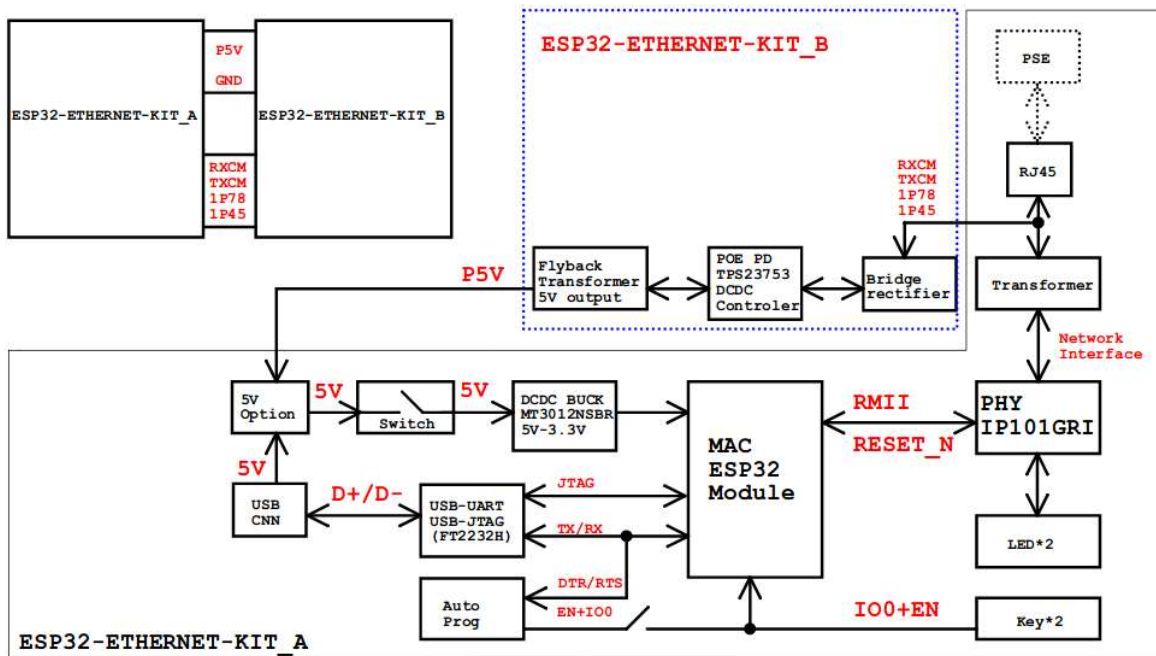 ESP32-ETHERNET-KIT_A
P5V
GND
RXCM
TXCM
1P78
1P45
ESP32-ETHERNET-KIT_B
ESP32-ETHERNET-KIT_B
PSE
RJ45
RXCM
TXCM
1P78
1P45
P5V
Flyback
Transformer
5V output
POE PD
TPS23753
DCDC
Controler
Bridge
rectifier
Transformer
Network
Interface
5V
Option
5V
Switch
5V
DCDC BUCK
MT3012NSBR
5V-3.3V
MAC
ESP32
Module
RMII
RESET_N
PHY
IP101GRI
5V
USB
CNN
D+/D-
USB-UART
USB-JTAG
(FT2232H)
JTAG
TX/RX
LED*2
DTR/RTS
Auto
Prog
EN+IO0
IO0+EN
Key*2
ESP32-ETHERNET-KIT_A